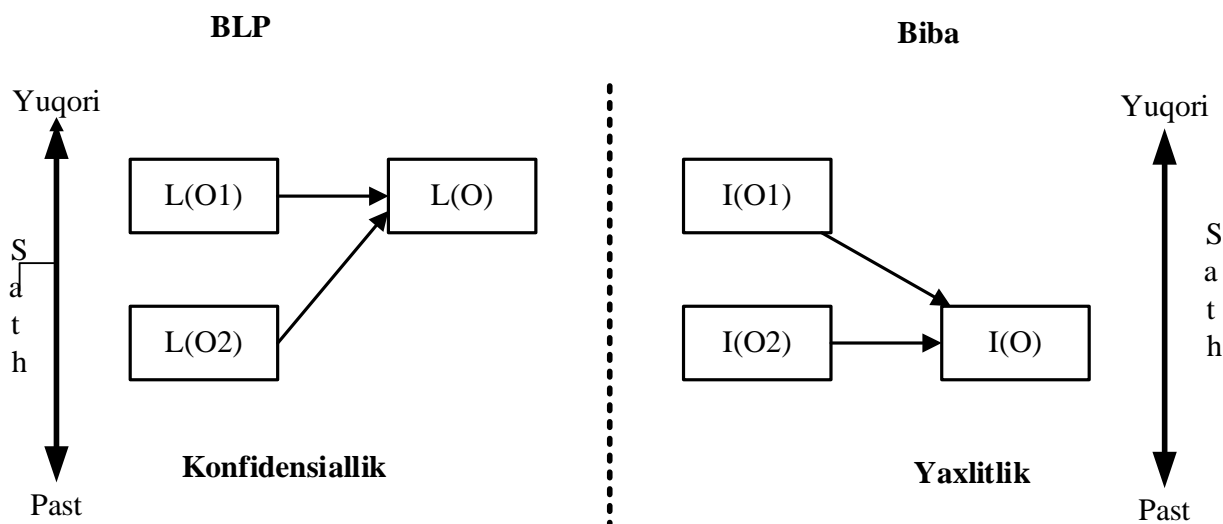 BLP
Yuqori
L(O1)
L(O)
S
a
t
h
L(O2)
Konfidensiallik
Past
Biba
Yuqori
I(O1)
S
a
t
h
I(O2)
I(O)
Yaxlitlik
Past